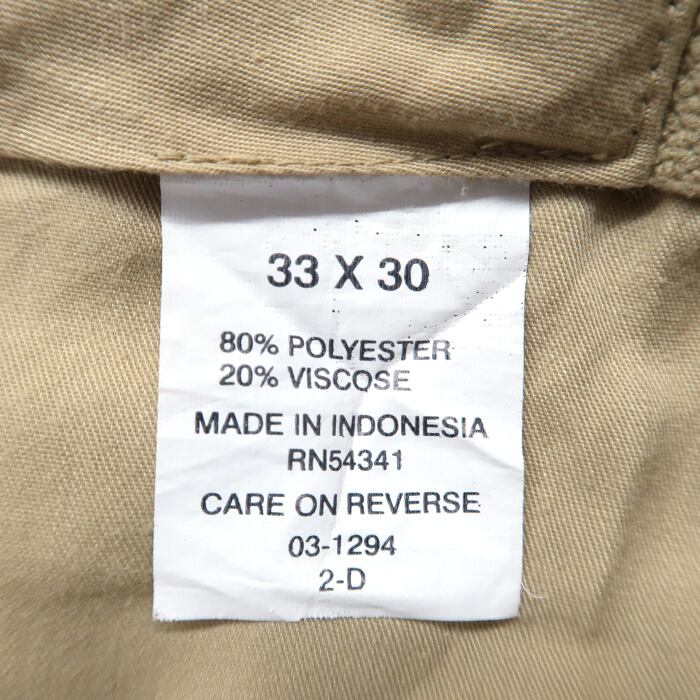 33 X 30
80% POLYESTER
20% VISCOSE
MADE IN INDONESIA
RN54341
CARE ON REVERSE
03-1294
2-D